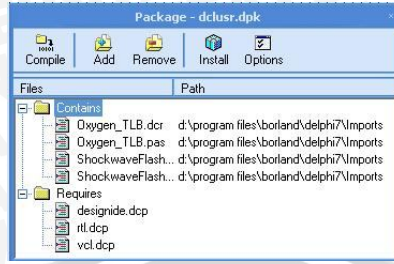 Package - dclusr.dpk
Compile Add Remove Install Options
Files Path
Contains
Oxygen_TLB.dcr d:\program files\borland\delphi7\Imports
Oxygen_TLB.pas d:\program files\borland\delphi7\Imports
ShockwaveFlash... d:\program files\borland\delphi7\Imports
ShockwaveFlash... d:\program files\borland\delphi7\Imports
Requires
designide.dcp
rtl.dcp
vcl.dcp